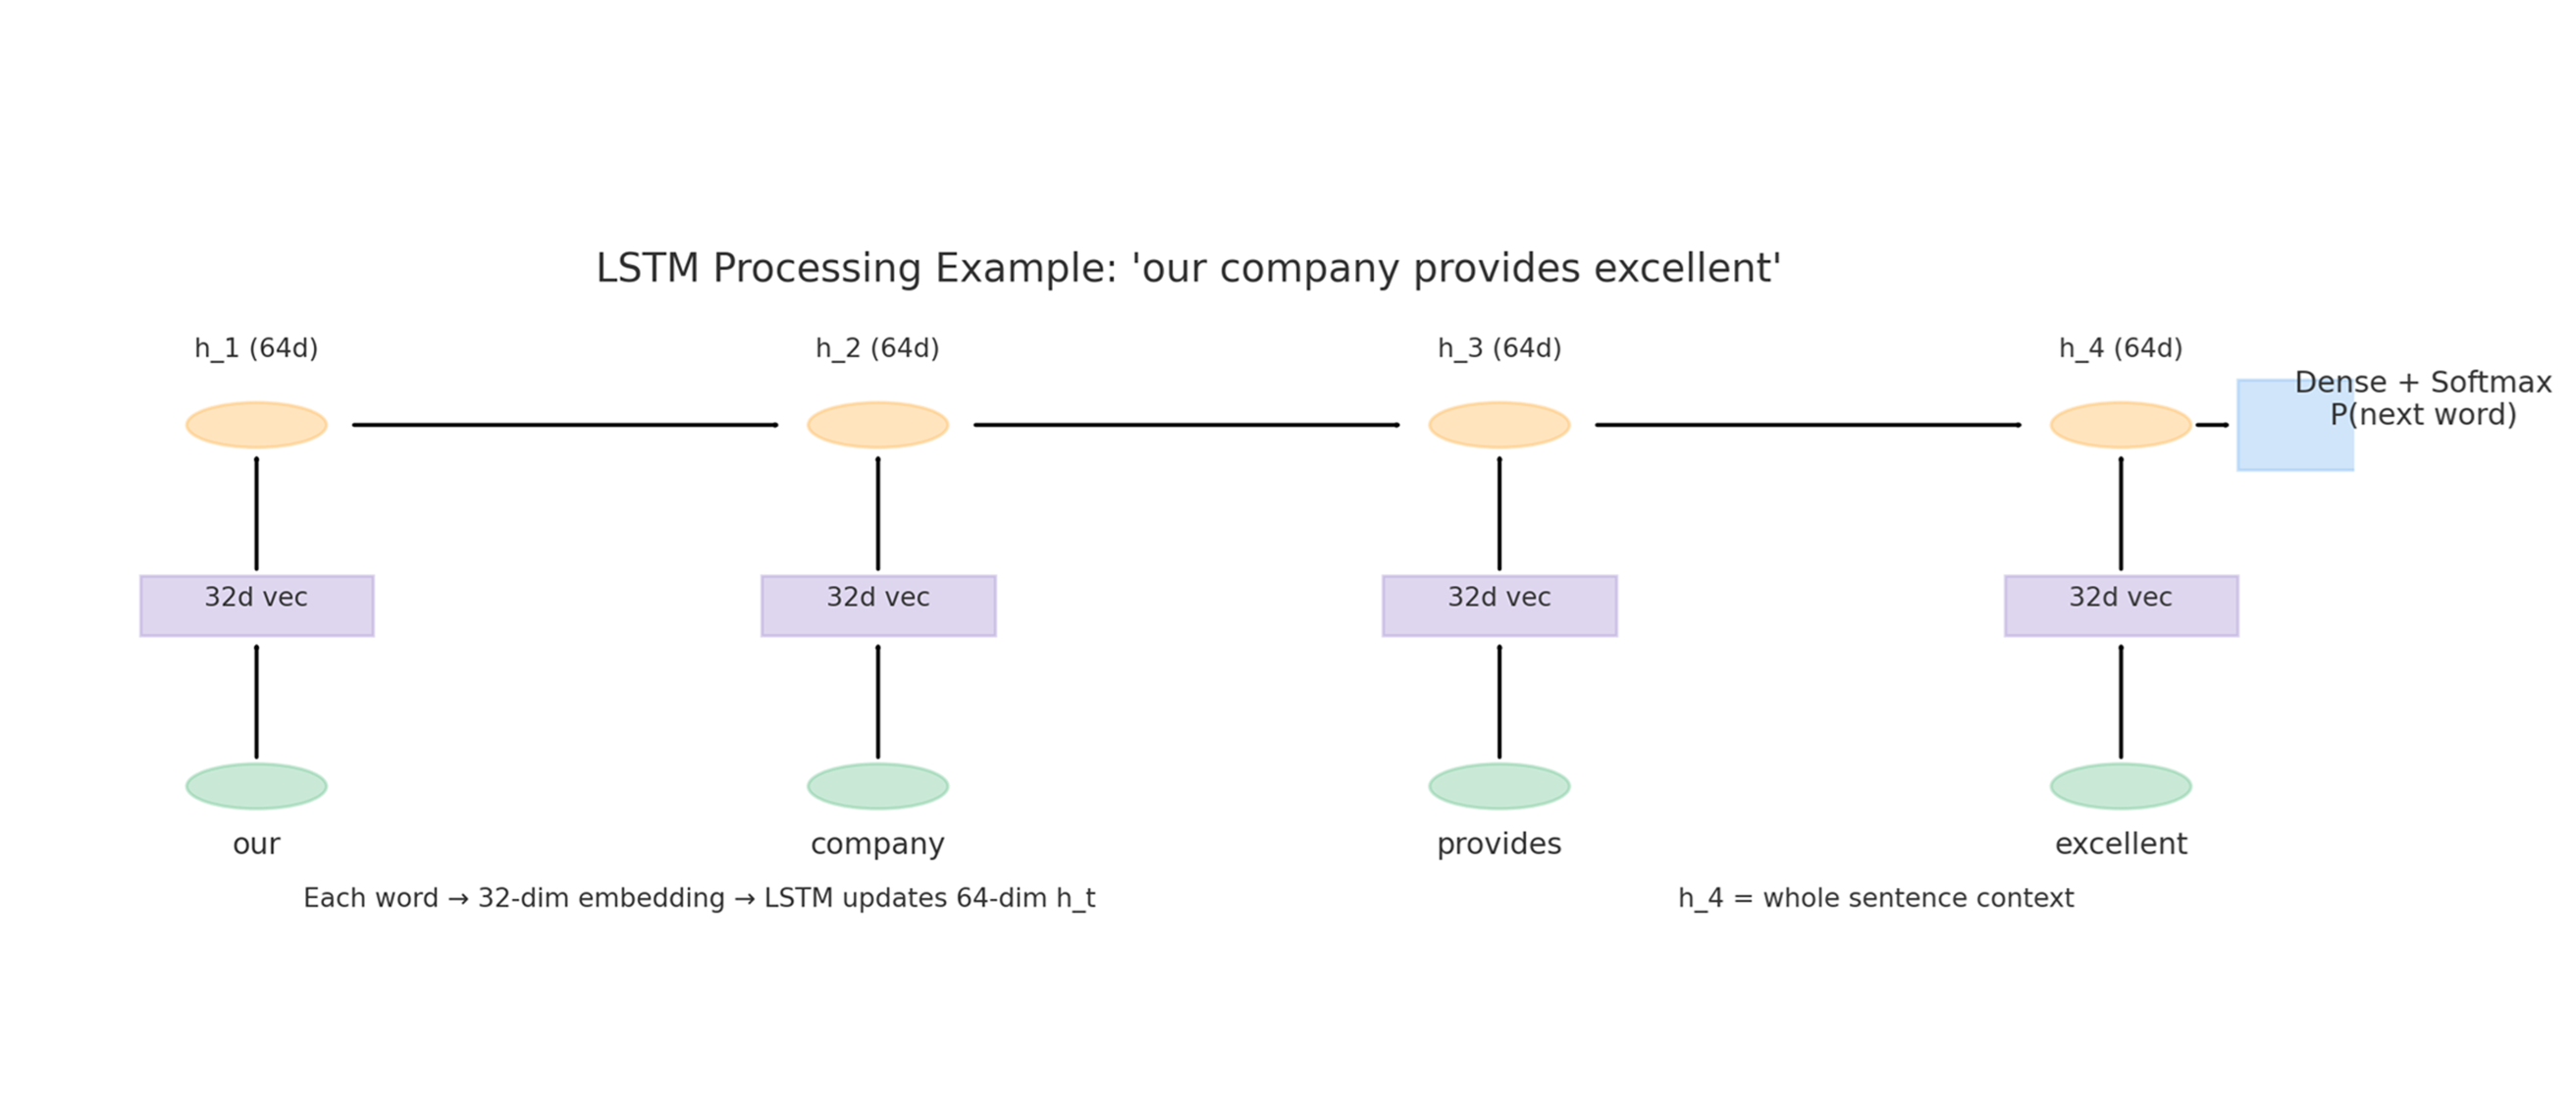 LSTM Processing Example: 'our company provides excellent'
h_1 (64d)
h_2 (64d)
h_3 (64d)
h_4 (64d)
Dense + Softmax
P(next word)
32d vec
32d vec
32d vec
32d vec
our
company
provides
excellent
Each word → 32-dim embedding → LSTM updates 64-dim h_t
h_4 = whole sentence context